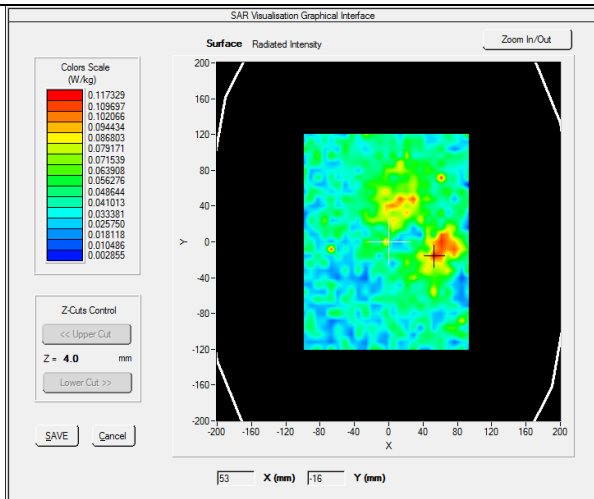 SAR Visualisation Graphical Interface
Surface Radiated Intensity
Zoom In/Out
Colors Scale
(W/kg)
0.117329
0.109697
0.102066
0.094434
0.086803
0.079171
0.071539
0.063908
0.056276
0.048644
0.041013
0.033381
0.025750
0.018118
0.010486
0.002855
Z-Cuts Control
<< Upper Cut
Z = 4.0 mm
Lower Cut >>
SAVE Cancel
200-
160-
120-
80-
40-
Y 0-
-40-
-80-
-120-
-160-
-200-
-200 -160 -120 -80 -40 0 40 80 120 160 200
X
53 X (mm) -16 Y (mm)